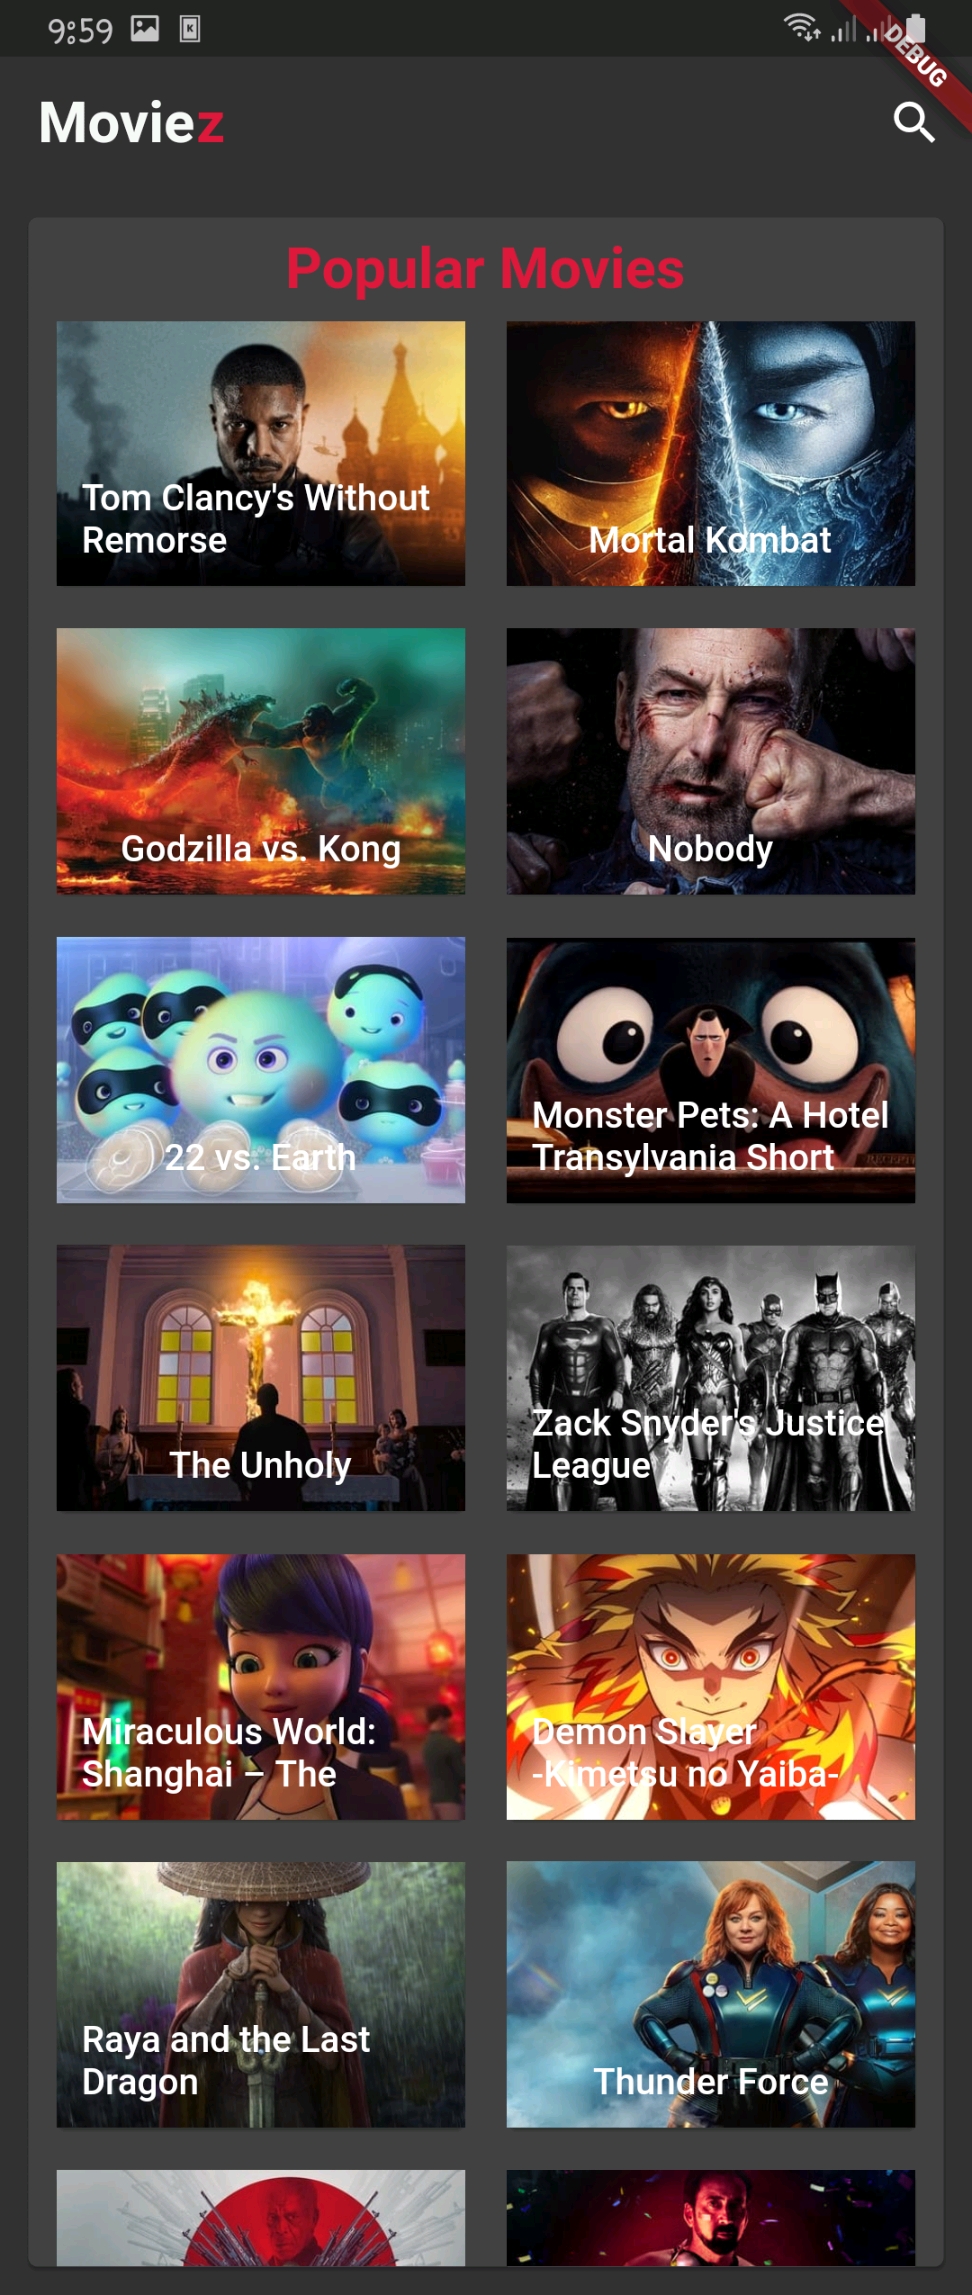 9:59
K
DEBUG
Moviez
Popular Movies
Tom Clancy's Without
Remorse
Mortal Kombat
Godzilla vs. Kong
Nobody
22 vs. Earth
Monster Pets: A Hotel
Transylvania Short
The Unholy
Zack Snyder's Justice
League
Miraculous World:
Shanghai – The
Demon Slayer
-Kimetsu no Yaiba-
Raya and the Last
Dragon
Thunder Force